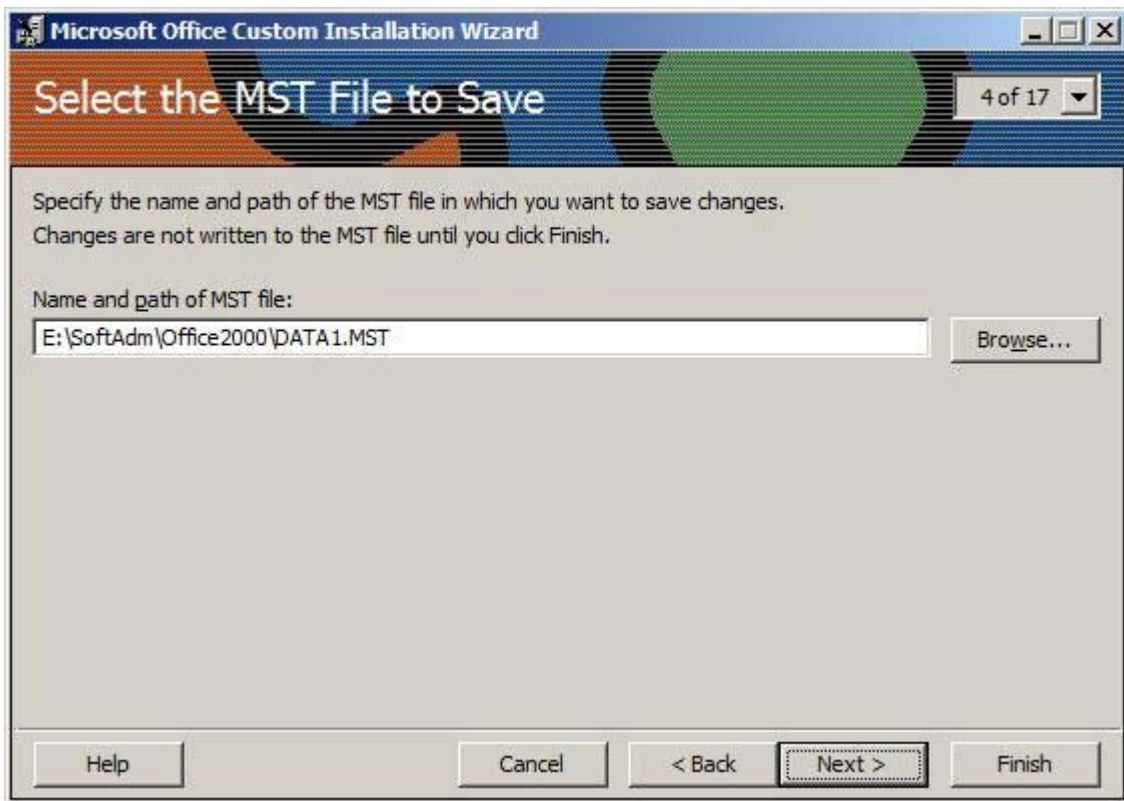 Microsoft Office Custom Installation Wizard
Select the MST File to Save
4 of 17
Specify the name and path of the MST file in which you want to save changes.
Changes are not written to the MST file until you click Finish.
Name and path of MST file:
E:\SoftAdm\Office2000\DATA1.MST
Browse...
Help
Cancel
< Back
Next >
Finish